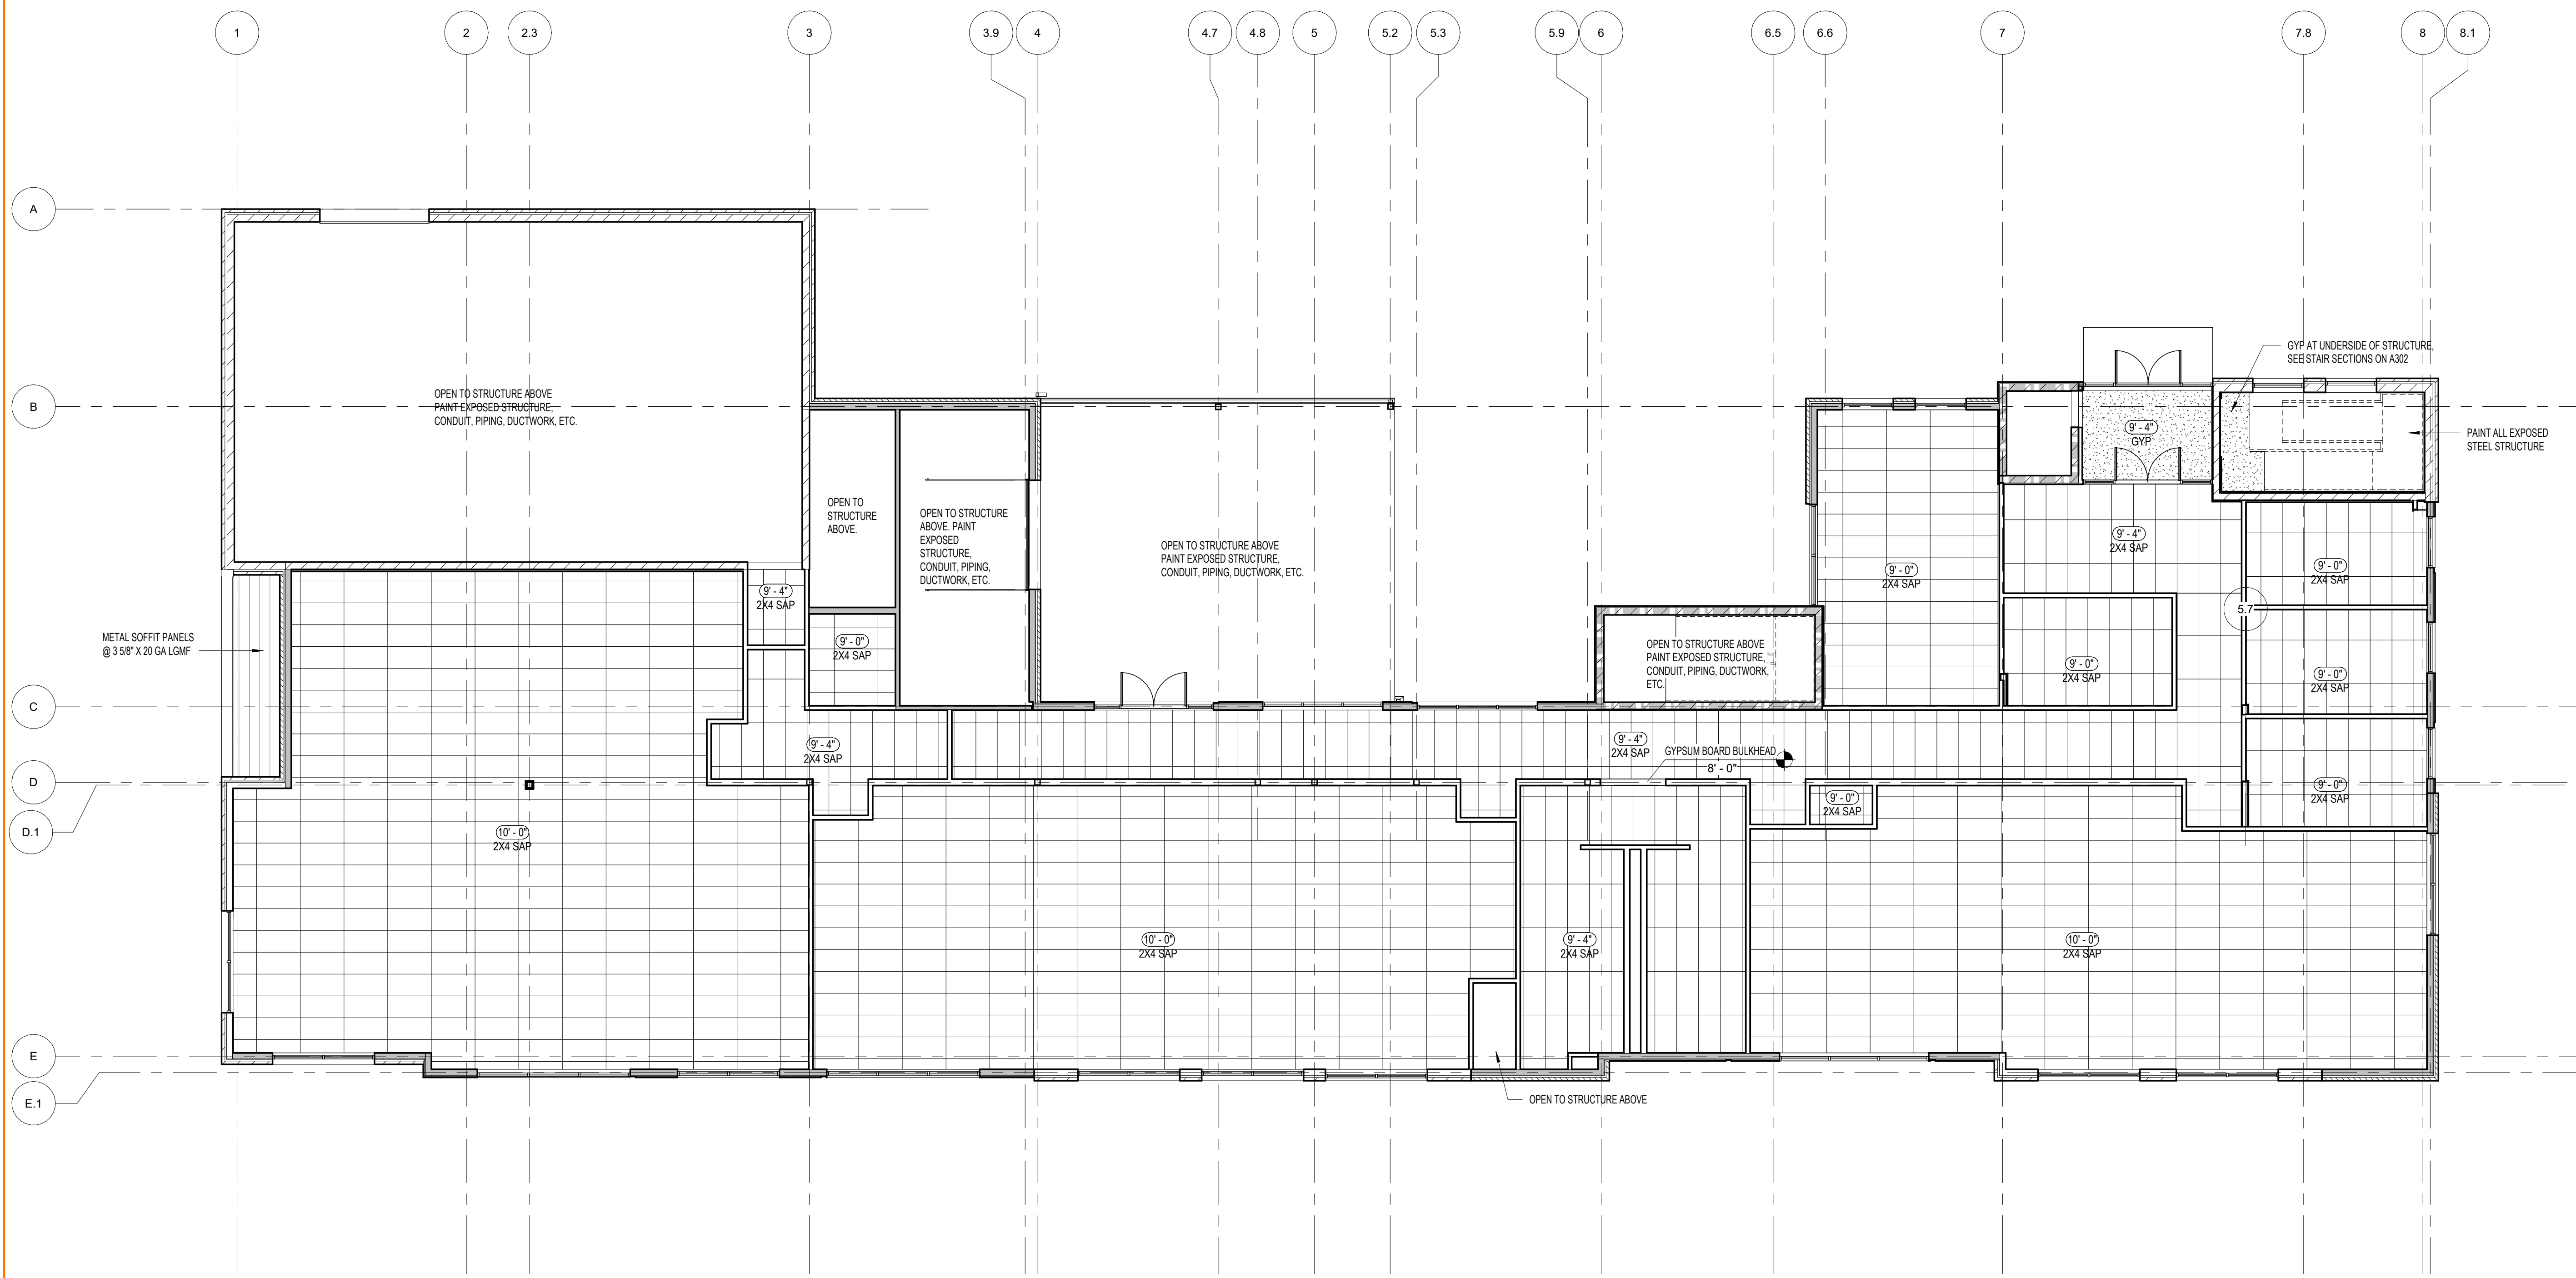 1
2
2.3
3
3.9
4
4.7
4.8
5
5.2
5.3
5.9
6
6.5
6.6
7
7.8
8
8.1
A
B
C
D
D.1
E
E.1
OPEN TO STRUCTURE ABOVE
PAINT EXPOSED STRUCTURE,
CONDUIT, PIPING, DUCTWORK, ETC.
OPEN TO
STRUCTURE
ABOVE.
OPEN TO STRUCTURE
ABOVE. PAINT
EXPOSED
STRUCTURE,
CONDUIT, PIPING,
DUCTWORK, ETC.
OPEN TO STRUCTURE ABOVE
PAINT EXPOSED STRUCTURE,
CONDUIT, PIPING, DUCTWORK, ETC.
GYP AT UNDERSIDE OF STRUCTURE,
SEE STAIR SECTIONS ON A302
9' - 4"
GYP
PAINT ALL EXPOSED
STEEL STRUCTURE
9' - 4"
2X4 SAP
9' - 0"
2X4 SAP
9' - 0"
2X4 SAP
5.7
9' - 4"
2X4 SAP
9' - 0"
2X4 SAP
METAL SOFFIT PANELS
@ 3 5/8" X 20 GA LGMF
OPEN TO STRUCTURE ABOVE
PAINT EXPOSED STRUCTURE,
CONDUIT, PIPING, DUCTWORK,
ETC.
9' - 0"
2X4 SAP
9' - 0"
2X4 SAP
9' - 4"
2X4 SAP
9' - 4"
2X4 SAP
GYPSUM BOARD BULKHEAD
8' - 0"
9' - 0"
2X4 SAP
9' - 0"
2X4 SAP
10' - 0"
2X4 SAP
10' - 0"
2X4 SAP
9' - 4"
2X4 SAP
10' - 0"
2X4 SAP
OPEN TO STRUCTURE ABOVE